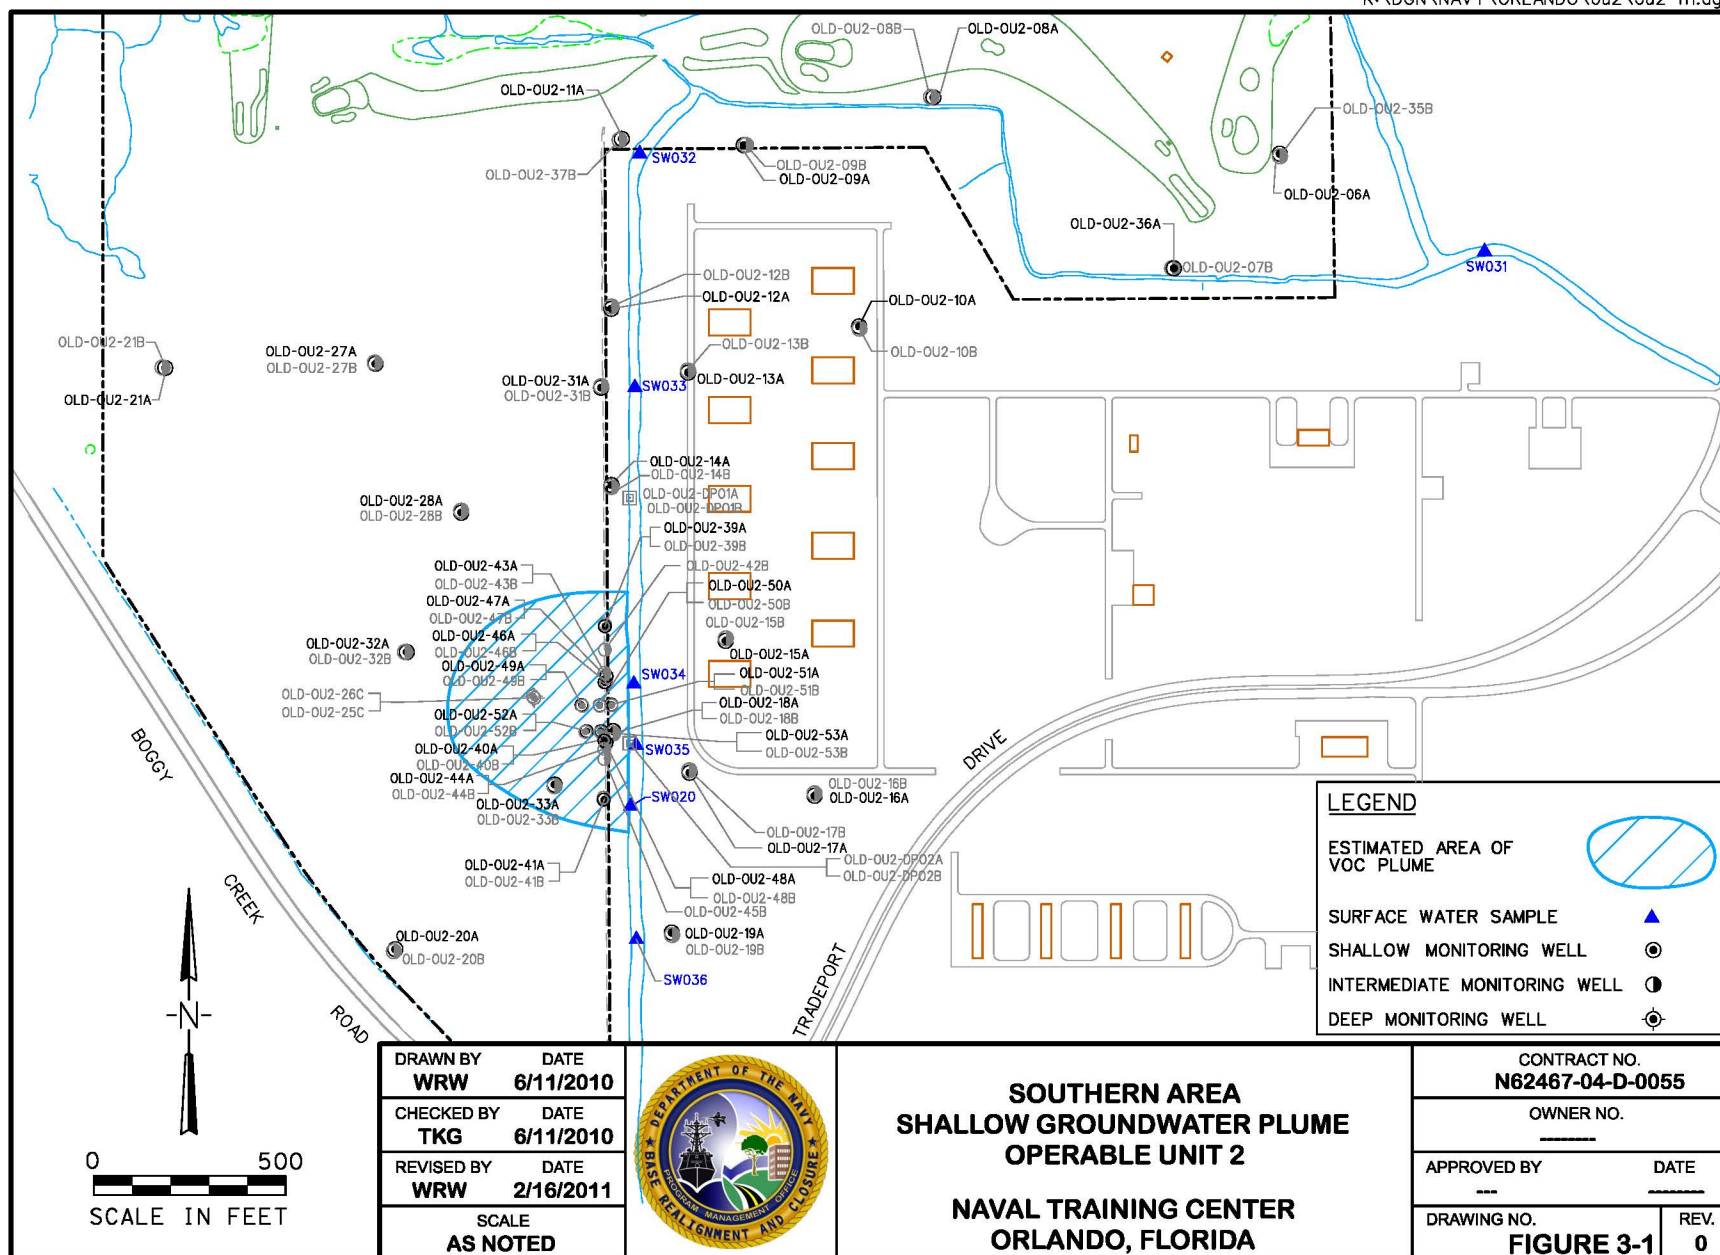 OLD-OU2-08B
OLD-OU2-08A
OLD-OU2-11A
OLD-OU2-35B
SW032
OLD-OU2-37B
OLD-OU2-09B
OLD-OU2-09A
OLD-OU2-06A
OLD-OU2-36A
OLD-OU2-07B
SW031
OLD-OU2-12B
OLD-OU2-12A
OLD-OU2-10A
OLD-OU2-21B
OLD-OU2-27A
OLD-OU2-27B
OLD-OU2-13B
OLD-OU2-10B
OLD-OU2-21A
OLD-OU2-31A
OLD-OU2-31B
SW033
OLD-OU2-13A
OLD-OU2-14A
OLD-OU2-14B
OLD-OU2-DP01A
OLD-OU2-DP01B
OLD-OU2-28A
OLD-OU2-28B
OLD-OU2-39A
OLD-OU2-39B
OLD-OU2-43A
OLD-OU2-43B
OLD-OU2-42B
OLD-OU2-50A
OLD-OU2-50B
OLD-OU2-47A
OLD-OU2-47B
OLD-OU2-15B
OLD-OU2-46A
OLD-OU2-46B
OLD-OU2-32A
OLD-OU2-32B
OLD-OU2-15A
OLD-OU2-49A
OLD-OU2-49B
SW034
OLD-OU2-51A
OLD-OU2-51B
OLD-OU2-26C
OLD-OU2-25C
OLD-OU2-18A
OLD-OU2-18B
OLD-OU2-52A
OLD-OU2-52B
OLD-OU2-53A
OLD-OU2-53B
OLD-OU2-40A
OLD-OU2-40B
SW035
OLD-OU2-44A
OLD-OU2-44B
OLD-OU2-33A
OLD-OU2-33B
SW020
OLD-OU2-16B
OLD-OU2-16A
OLD-OU2-17B
OLD-OU2-17A
OLD-OU2-DP02A
OLD-OU2-DP02B
OLD-OU2-41A
OLD-OU2-41B
OLD-OU2-48A
OLD-OU2-48B
OLD-OU2-45B
OLD-OU2-20A
OLD-OU2-20B
OLD-OU2-19A
OLD-OU2-19B
SW036
BOGGY
CREEK
ROAD
TRADEPORT
DRIVE
LEGEND
ESTIMATED AREA OF
VOC PLUME
SURFACE WATER SAMPLE
SHALLOW MONITORING WELL
INTERMEDIATE MONITORING WELL
DEEP MONITORING WELL
-N-
0 500
SCALE IN FEET
DRAWN BY DATE
WRW 6/11/2010
CHECKED BY DATE
TKG 6/11/2010
REVISED BY DATE
WRW 2/16/2011
SCALE
AS NOTED
DEPARTMENT OF THE NAVY
BASE REALIGNMENT AND CLOSURE
PROGRAM MANAGEMENT OFFICE
SOUTHERN AREA
SHALLOW GROUNDWATER PLUME
OPERABLE UNIT 2
NAVAL TRAINING CENTER
ORLANDO, FLORIDA
CONTRACT NO.
N62467-04-D-0055
OWNER NO.
--------
APPROVED BY DATE
--- --------
DRAWING NO. REV.
FIGURE 3-1 0